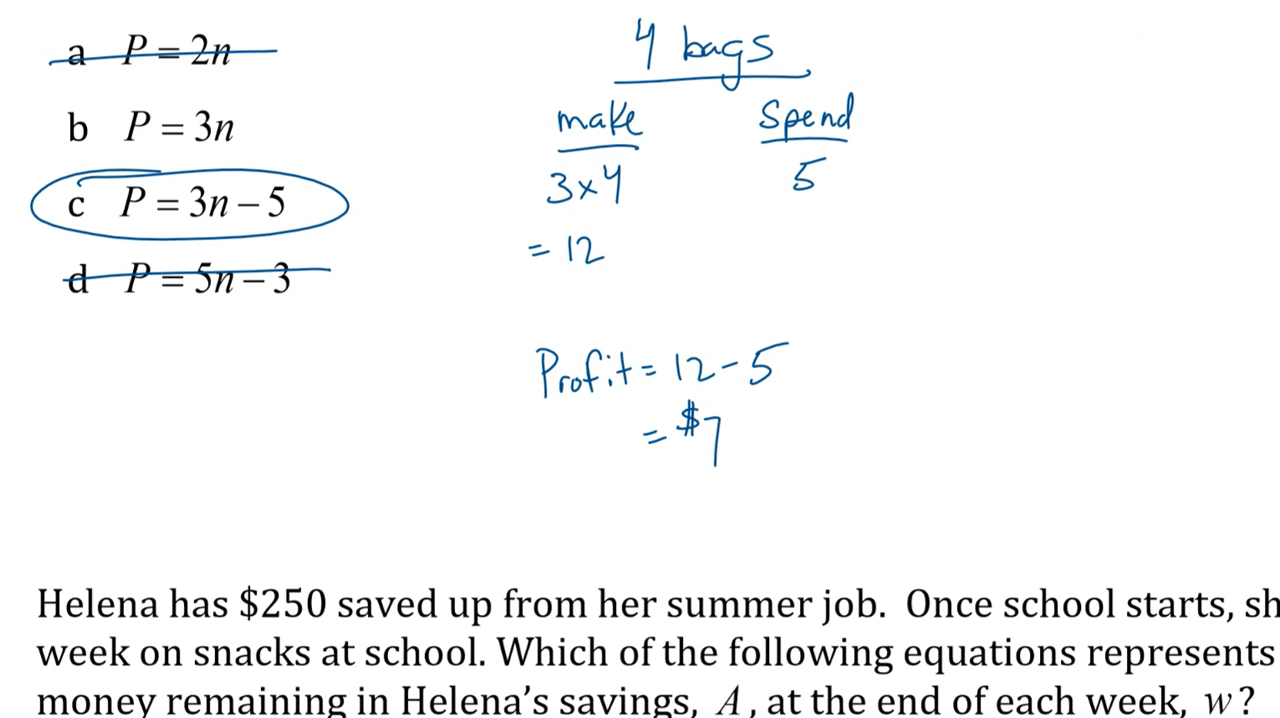 a P = 2n
b P = 3n
c P = 3n – 5
d P = 5n – 3
4 bags
make Spend
3×4 5
= 12
Profit = 12 - 5
= $7
Helena has $250 saved up from her summer job. Once school starts, sh
week on snacks at school. Which of the following equations represents
money remaining in Helena's savings, A, at the end of each week, w?